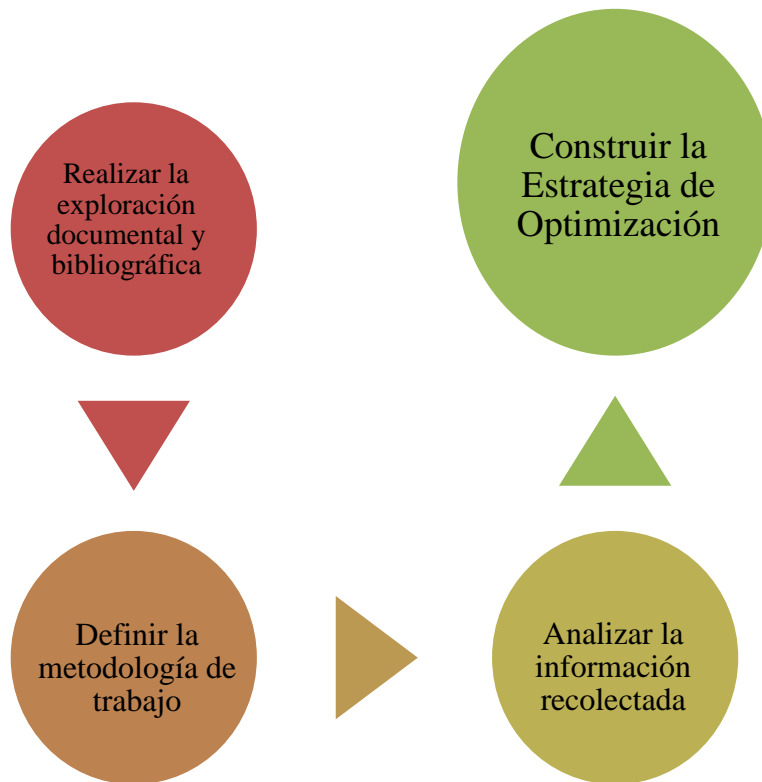 Realizar la
exploración
documental y
bibliográfica
Definir la
metodología de
trabajo
Analizar la
información
recolectada
Construir la
Estrategia de
Optimización